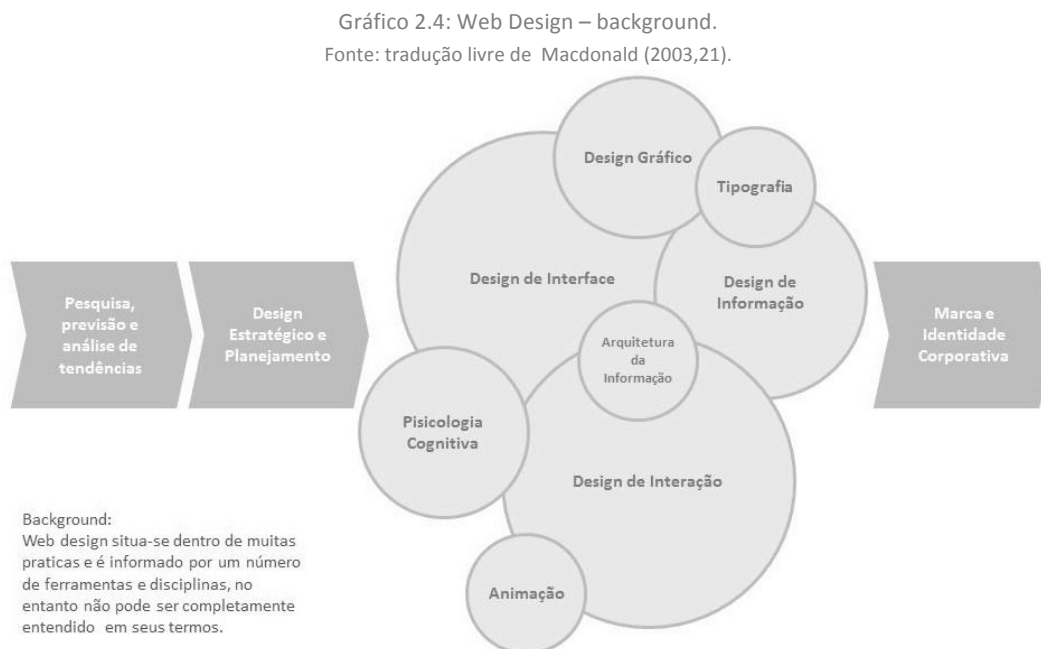 Gráfico 2.4: Web Design – background.
Fonte: tradução livre de Macdonald (2003,21).
Design Gráfico
Tipografia
Design de Interface
Design de
Informação
Pesquisa,
previsão e
análise de
tendências
Design
Estratégico e
Planejamento
Arquitetura
da
Informação
Marca e
Identidade
Corporativa
Pisicologia
Cognitiva
Design de Interação
Animação
Background:
Web design situa-se dentro de muitas
praticas e é informado por um número
de ferramentas e disciplinas, no
entanto não pode ser completamente
entendido em seus termos.